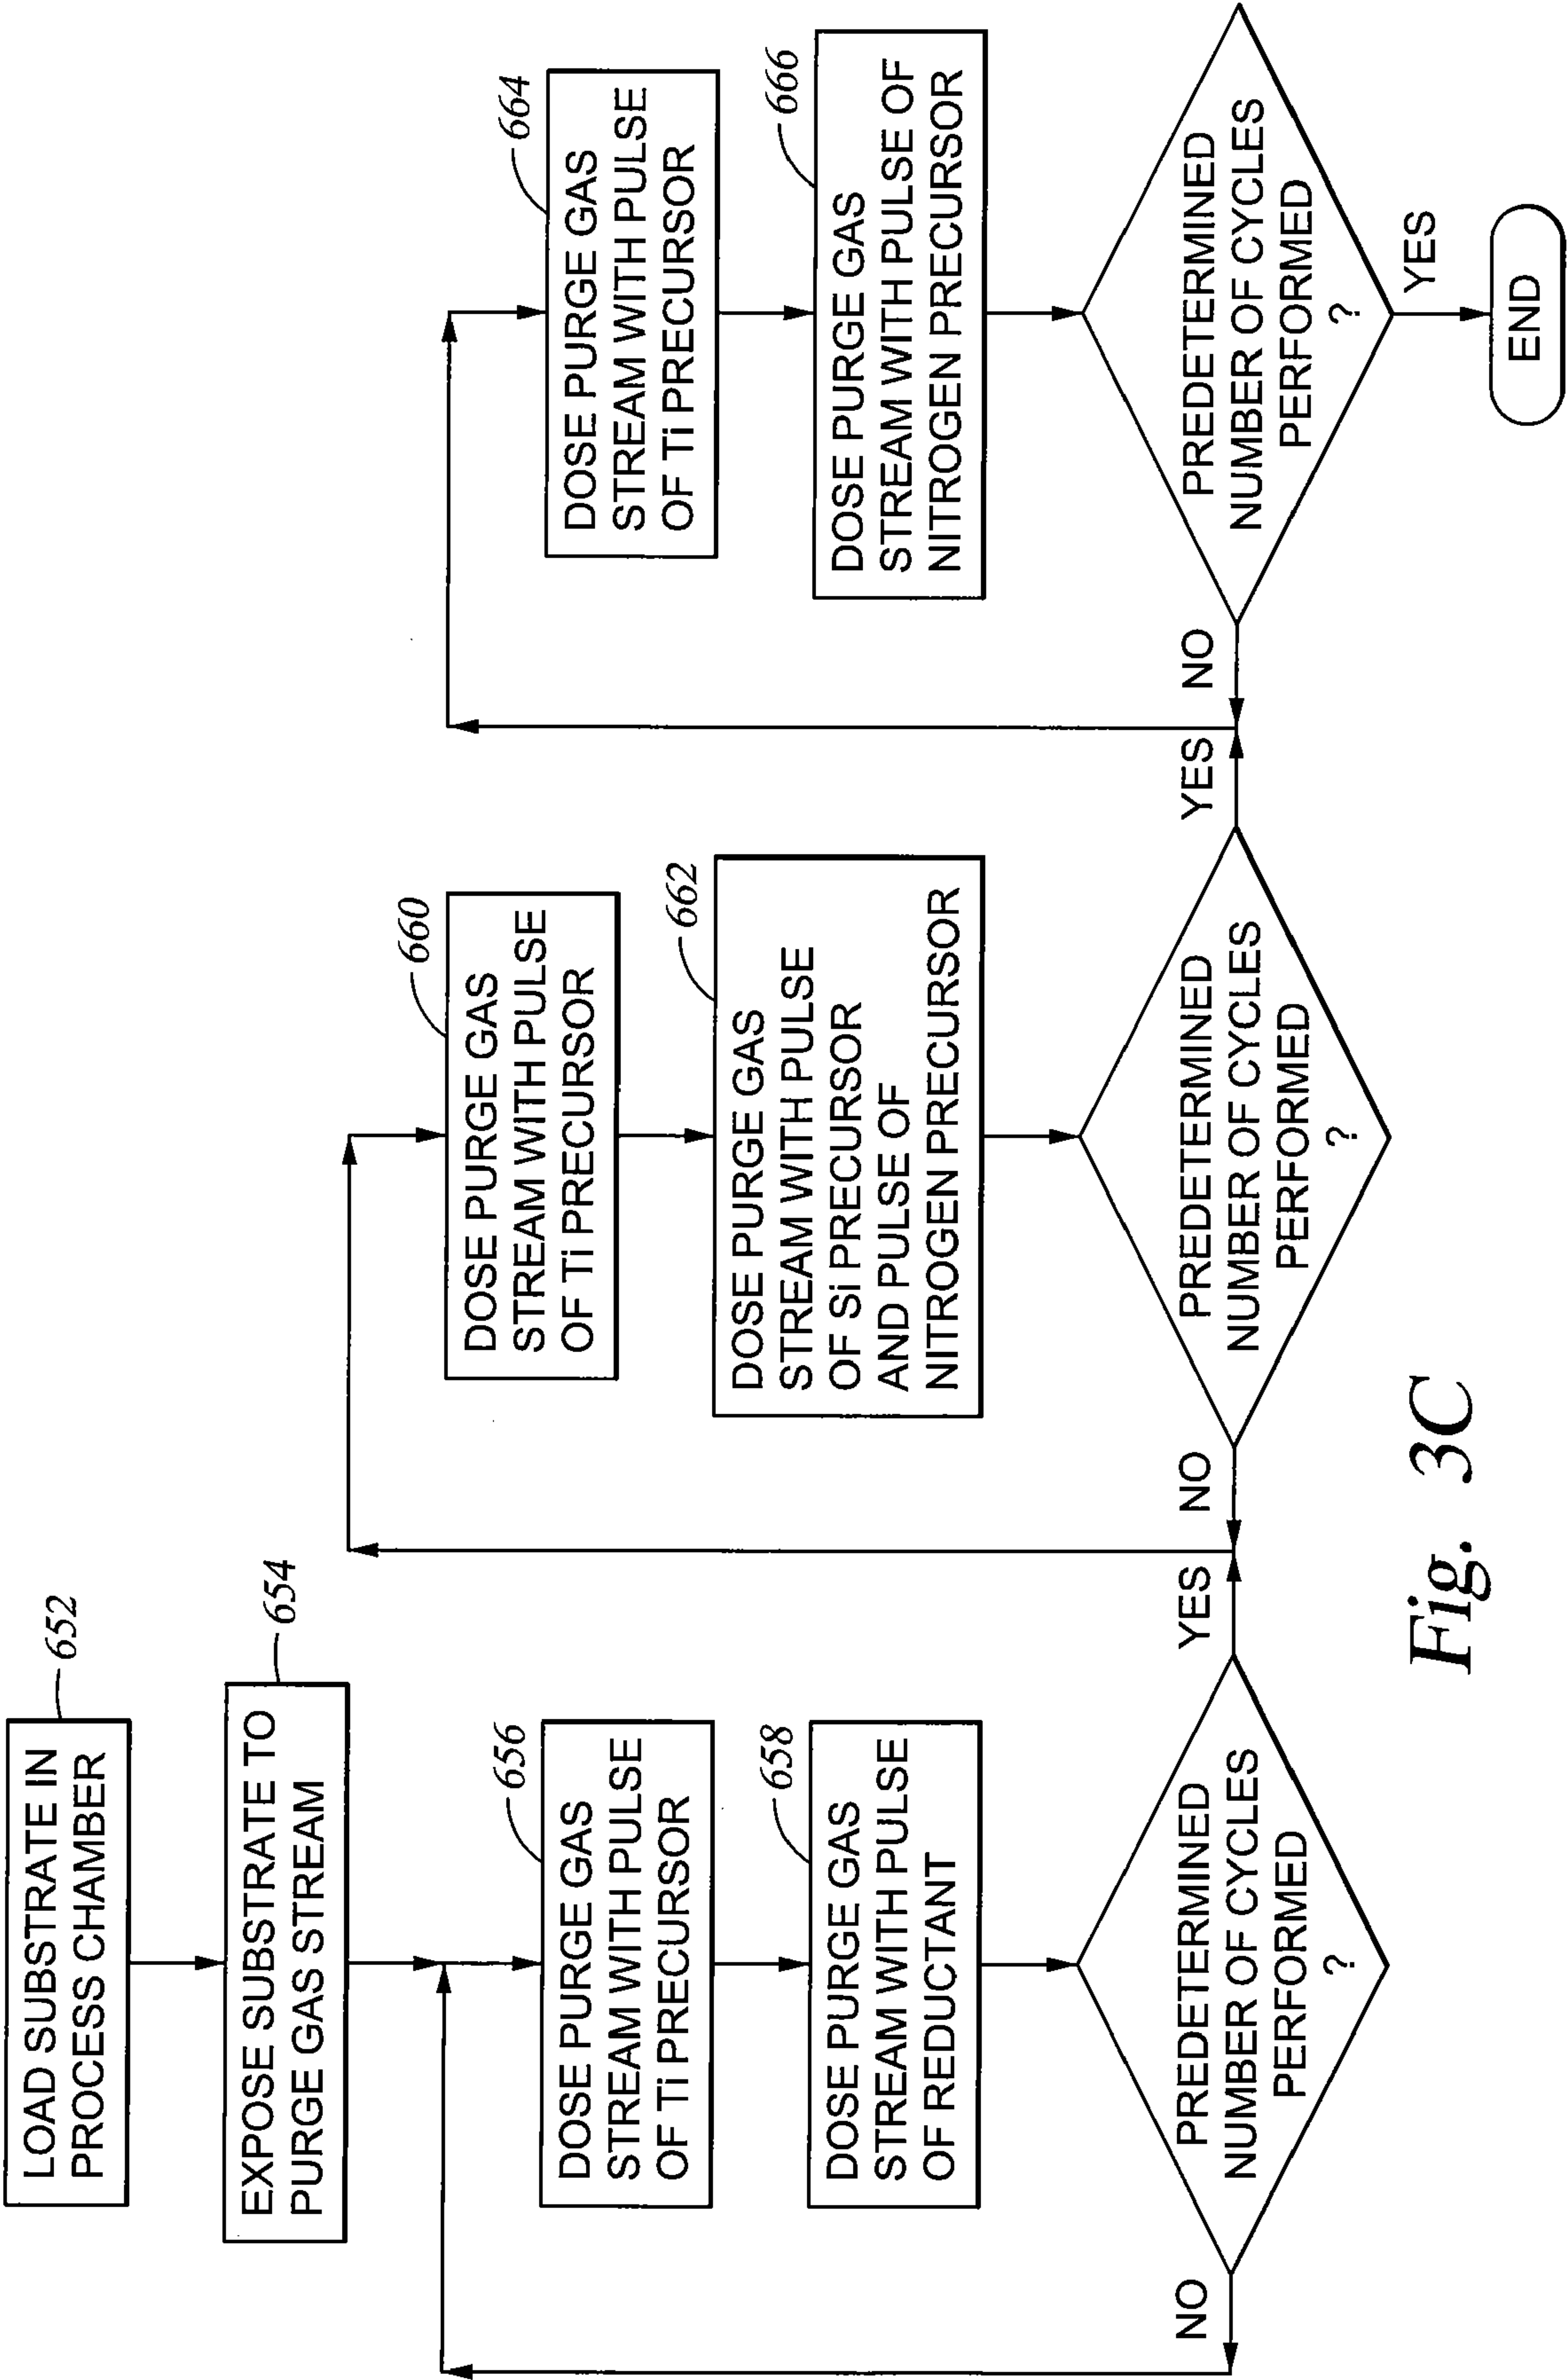 652
LOAD SUBSTRATE IN
PROCESS CHAMBER
654
EXPOSE SUBSTRATE TO
PURGE GAS STREAM
656
DOSE PURGE GAS
STREAM WITH PULSE
OF Ti PRECURSOR
658
DOSE PURGE GAS
STREAM WITH PULSE
OF REDUCTANT
PREDETERMINED
NUMBER OF CYCLES
PERFORMED
?
NO
YES
660
DOSE PURGE GAS
STREAM WITH PULSE
OF Ti PRECURSOR
662
DOSE PURGE GAS
STREAM WITH PULSE
OF Si PRECURSOR
AND PULSE OF
NITROGEN PRECURSOR
PREDETERMINED
NUMBER OF CYCLES
PERFORMED
?
NO
YES
664
DOSE PURGE GAS
STREAM WITH PULSE
OF Ti PRECURSOR
666
DOSE PURGE GAS
STREAM WITH PULSE OF
NITROGEN PRECURSOR
PREDETERMINED
NUMBER OF CYCLES
PERFORMED
?
NO
YES
END
Fig. 3C